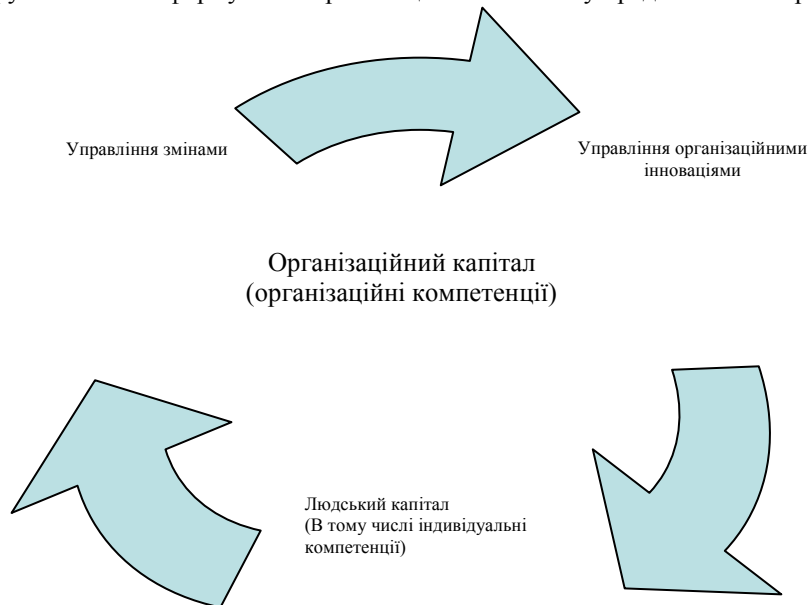 Управління змінами
Управління організаційними
інноваціями
Організаційний капітал
(організаційні компетенції)
Людський капітал
(В тому числі індивідуальні
компетенції)